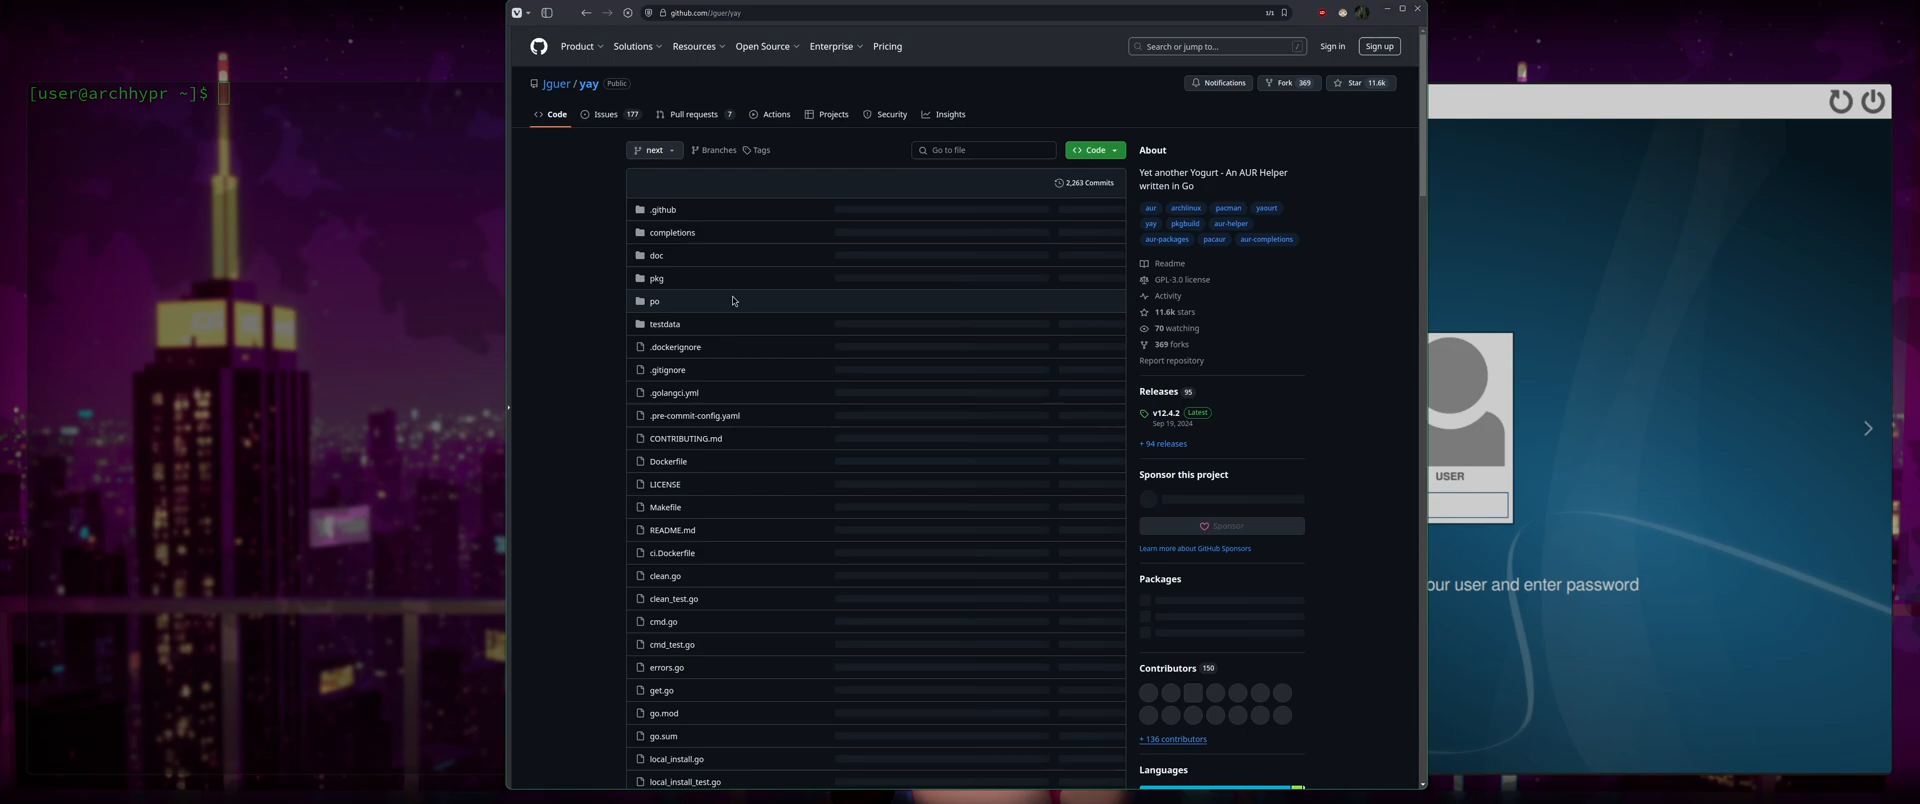 [user@archhypr ~]$
github.com/Jguer/yay
1/1
Product
Solutions
Resources
Open Source
Enterprise
Pricing
Search or jump to...
/
Sign in
Sign up
Jguer / yay
Public
Notifications
Fork 369
Star 11.6k
Code
Issues 177
Pull requests 7
Actions
Projects
Security
Insights
next
Branches
Tags
Go to file
Code
2,263 Commits
.github
completions
doc
pkg
po
testdata
.dockerignore
.gitignore
.golangci.yml
.pre-commit-config.yaml
CONTRIBUTING.md
Dockerfile
LICENSE
Makefile
README.md
ci.Dockerfile
clean.go
clean_test.go
cmd.go
cmd_test.go
errors.go
get.go
go.mod
go.sum
local_install.go
local_install_test.go
About
Yet another Yogurt - An AUR Helper
written in Go
aur archlinux pacman yaourt
yay pkgbuild aur-helper
aur-packages pacaur aur-completions
Readme
GPL-3.0 license
Activity
11.6k stars
70 watching
369 forks
Report repository
Releases 95
v12.4.2 Latest
Sep 19, 2024
+ 94 releases
Sponsor this project
Sponsor
Learn more about GitHub Sponsors
Packages
Contributors 150
+ 136 contributors
Languages
USER
our user and enter password